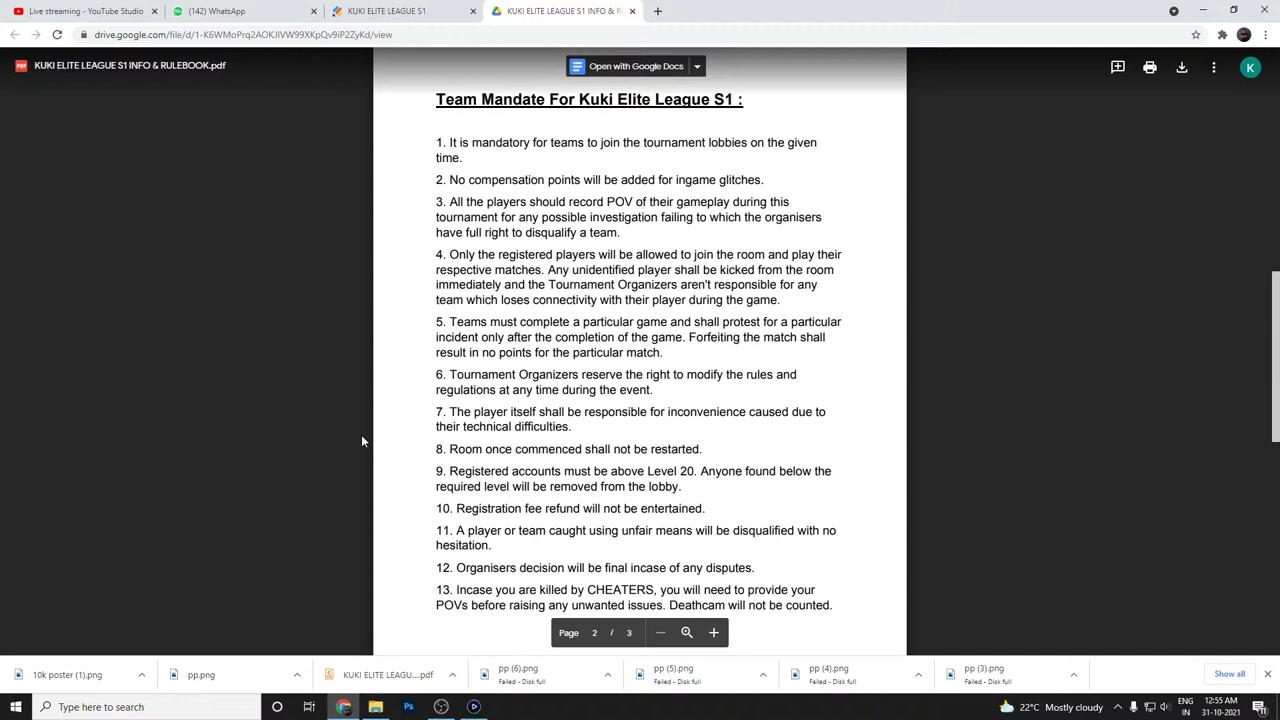 Live streaming - YouTube Studio
(142) WhatsApp
KUKI ELITE LEAGUE S1
KUKI ELITE LEAGUE S1 INFO & R
drive.google.com/file/d/1-K6WMoPrq2AOKJIVW99XKpQv9iP2ZyKd/view
KUKI ELITE LEAGUE S1 INFO & RULEBOOK.pdf
Open with Google Docs
K
Team Mandate For Kuki Elite League S1 :
1. It is mandatory for teams to join the tournament lobbies on the given
time.
2. No compensation points will be added for ingame glitches.
3. All the players should record POV of their gameplay during this
tournament for any possible investigation failing to which the organisers
have full right to disqualify a team.
4. Only the registered players will be allowed to join the room and play their
respective matches. Any unidentified player shall be kicked from the room
immediately and the Tournament Organizers aren't responsible for any
team which loses connectivity with their player during the game.
5. Teams must complete a particular game and shall protest for a particular
incident only after the completion of the game. Forfeiting the match shall
result in no points for the particular match.
6. Tournament Organizers reserve the right to modify the rules and
regulations at any time during the event.
7. The player itself shall be responsible for inconvenience caused due to
their technical difficulties.
8. Room once commenced shall not be restarted.
9. Registered accounts must be above Level 20. Anyone found below the
required level will be removed from the lobby.
10. Registration fee refund will not be entertained.
11. A player or team caught using unfair means will be disqualified with no
hesitation.
12. Organisers decision will be final incase of any disputes.
13. Incase you are killed by CHEATERS, you will need to provide your
POVs before raising any unwanted issues. Deathcam will not be counted.
Page 2 / 3
10k poster (1).png
pp.png
KUKI ELITE LEAGU....pdf
pp (6).png
Failed - Disk full
pp (5).png
Failed - Disk full
pp (4).png
Failed - Disk full
pp (3).png
Failed - Disk full
Show all
Type here to search
Ps
22°C Mostly cloudy
ENG
IN
12:55 AM
31-10-2021